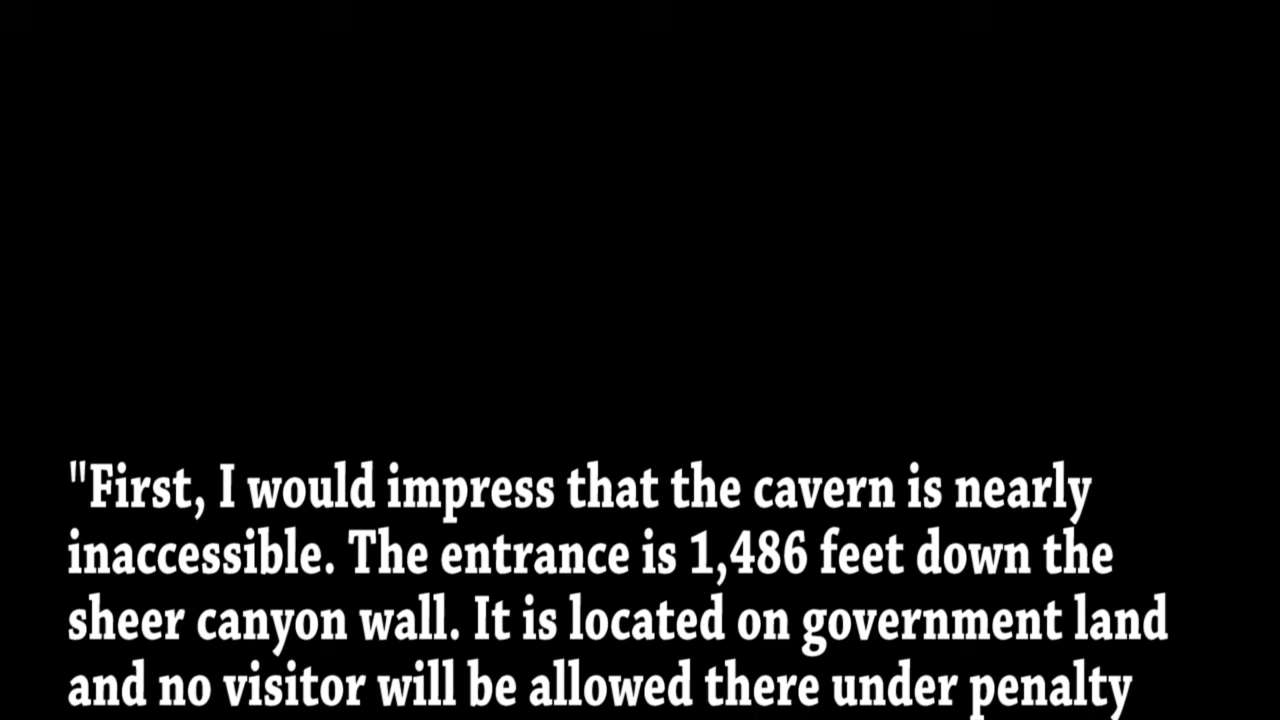 "First, I would impress that the cavern is nearly
inaccessible. The entrance is 1,486 feet down the
sheer canyon wall. It is located on government land
and no visitor will be allowed there under penalty